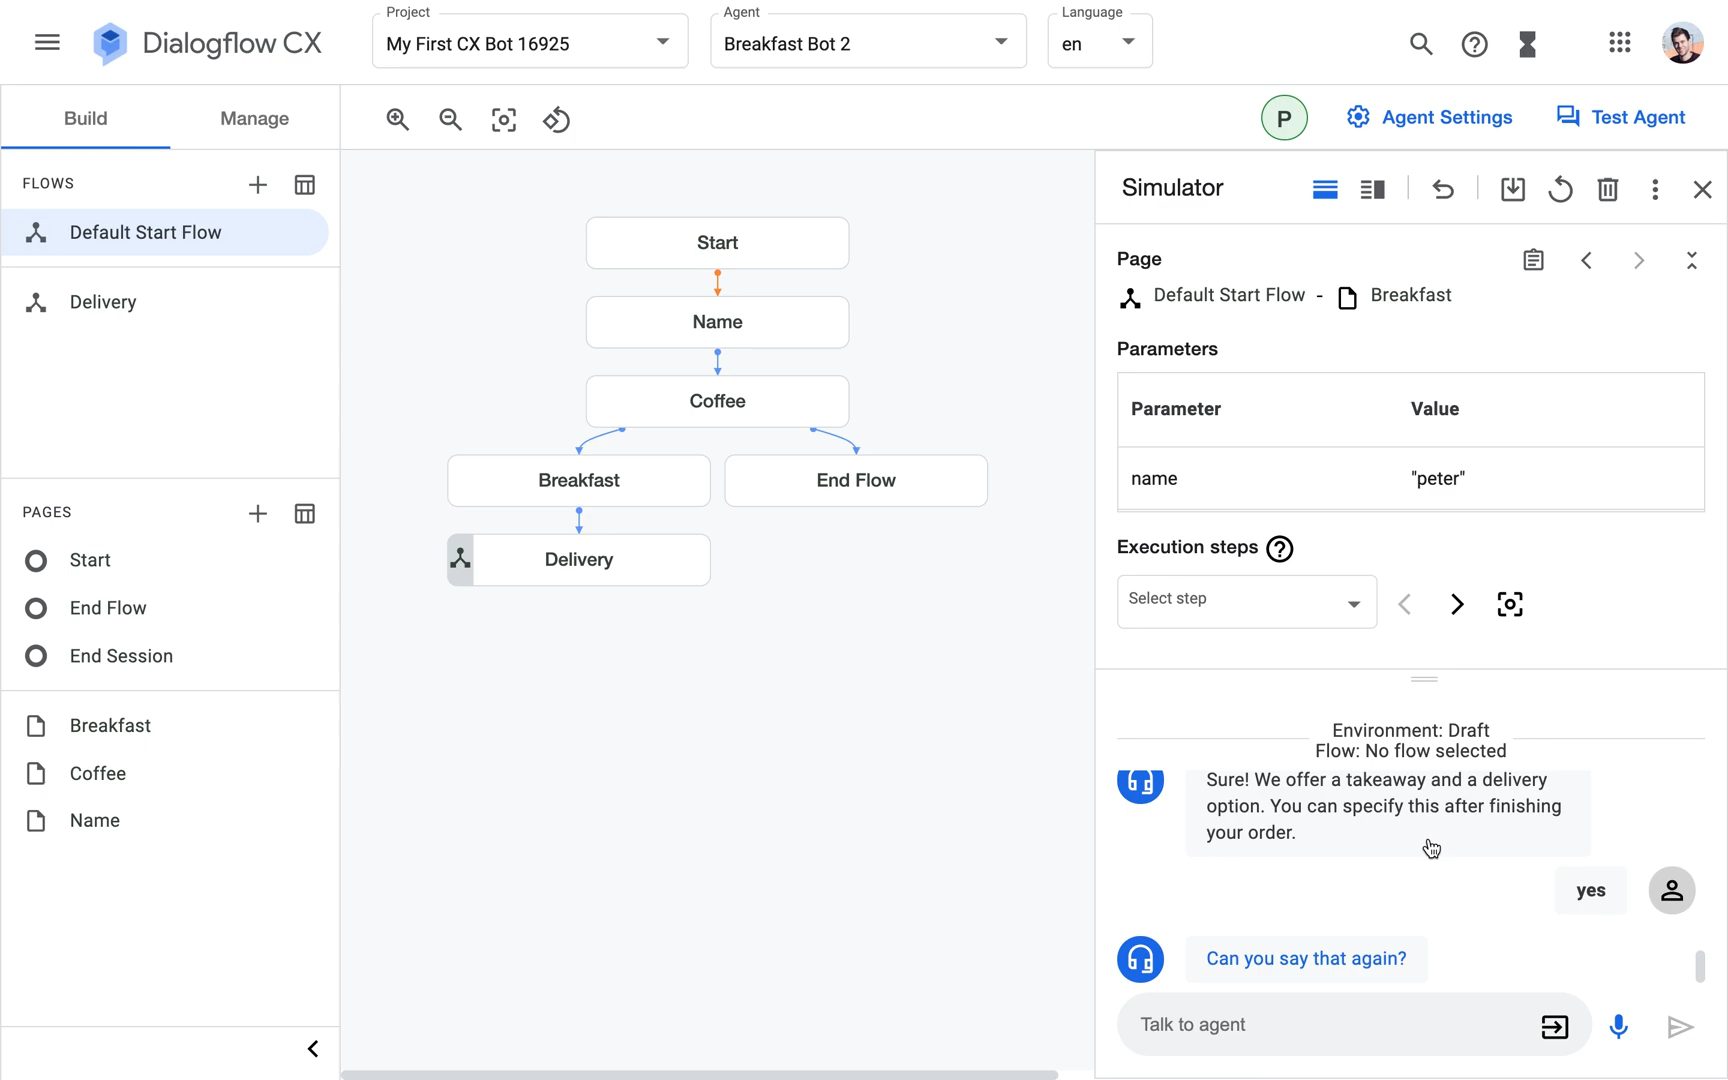 Dialogflow CX
Project
My First CX Bot 16925
Agent
Breakfast Bot 2
Language
en
Build
Manage
P
Agent Settings
Test Agent
FLOWS
Default Start Flow
Delivery
PAGES
Start
End Flow
End Session
Breakfast
Coffee
Name
Start
Name
Coffee
Breakfast
End Flow
Delivery
Simulator
Page
Default Start Flow - Breakfast
Parameters
Parameter Value
name "peter"
Execution steps
Select step
Environment: Draft
Flow: No flow selected
Sure! We offer a takeaway and a delivery
option. You can specify this after finishing
your order.
yes
Can you say that again?
Talk to agent